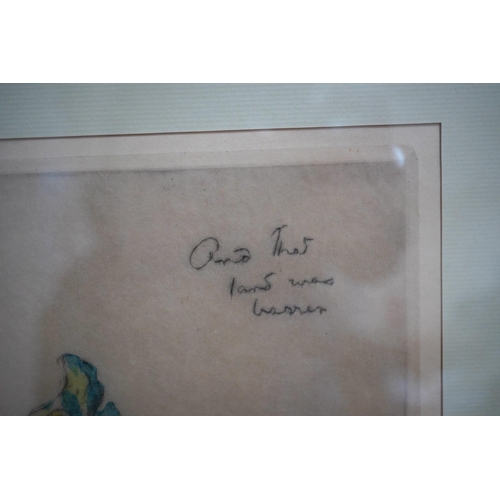 And That
land was
barren